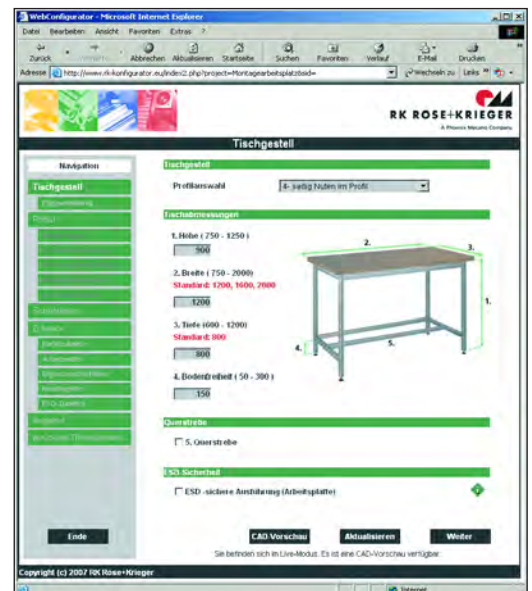 WebConfigurator - Microsoft Internet Explorer
Datei Bearbeiten Ansicht Favoriten Extras ?
Zurück Abbrechen Aktualisieren Startseite Suchen Favoriten Verlauf E-Mail Drucken
Adresse http://www.rk-konfigurator.eu/index2.php?project=Montagearbeitsplatzbsid= Wechseln zu Links
RK ROSE+KRIEGER
A Phoenix Mecano Company
Tischgestell
Navigation
Tischgestell
Ende
Tischgestell
Profilauswahl 4- seitig Nuten im Profil
Tischabmessungen
1. Höhe ( 750 - 1250 )
900
2. Breite ( 750 - 2000)
Standard: 1200, 1600, 2000
1200
3. Tiefe (600 - 1200)
Standard: 800
800
4. Bodenfreiheit ( 50 - 300 )
150
2.
3.
1.
4.
5.
Querstrebe
5. Querstrebe
ESD-Sicherheit
ESD -sichere Ausführung (Arbeitsplatte)
CAD-Vorschau Aktualisieren Weiter
Sie befinden sich im Live-Modus. Es ist eine CAD-Vorschau verfügbar.
Copyright (c) 2007 RK Rose+Krieger
Internet